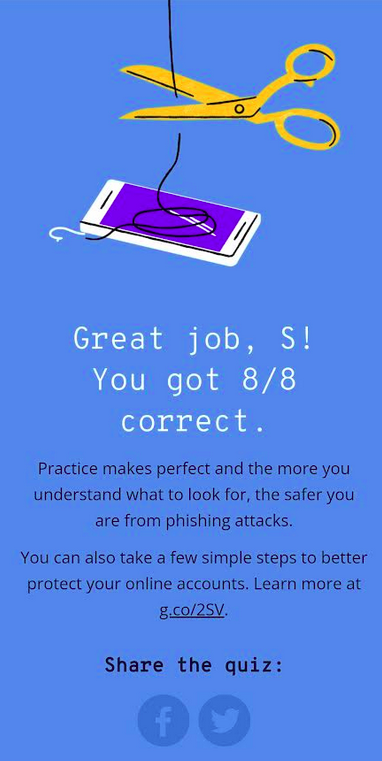 Great job, S!
You got 8/8
correct.
Practice makes perfect and the more you
understand what to look for, the safer you
are from phishing attacks.
You can also take a few simple steps to better
protect your online accounts. Learn more at
g.co/2SV.
Share the quiz: